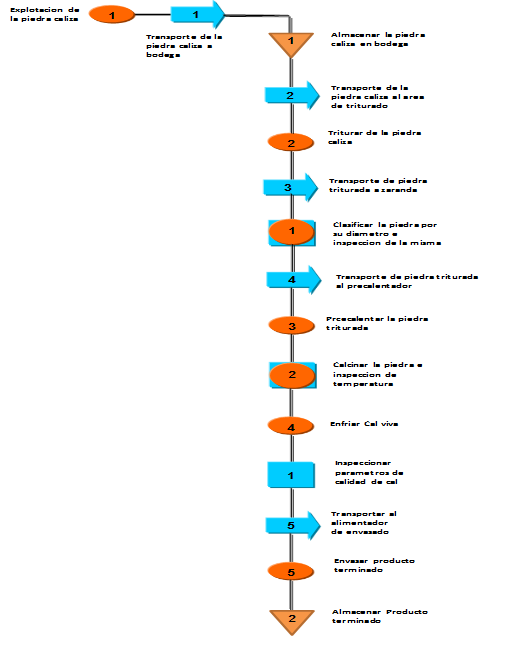 Explotacion de
la piedra caliza
1
1
Transporte de la
piedra caliza a
bodega
1
Almacenar la piedra
caliza en bodega
2
Transporte de la
piedra caliza al area
de triturado
2
Triturar de la piedra
caliza
3
Transporte de piedra
triturada a zaranda
1
Clasificar la piedra por
su diametro e
inspeccion de la misma
4
Transporte de piedra triturada
al precalentador
3
Prcecalentar la piedra
triturada
2
Calcinar la piedra e
inspeccion de
temperatura
4
Enfriar Cal viva
1
Inspeccionar
parametros de
calidad de cal
5
Transportar al
alimentador
de envasado
5
Envasar producto
terminado
2
Almacenar Producto
terminado